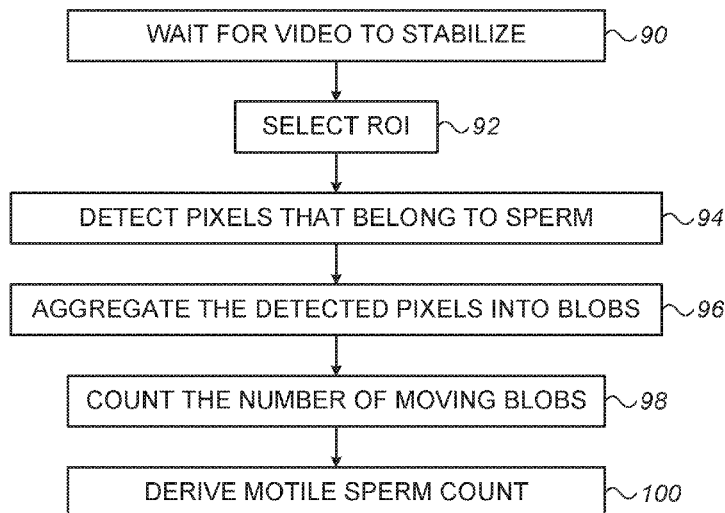 WAIT FOR VIDEO TO STABILIZE 90
SELECT ROI 92
DETECT PIXELS THAT BELONG TO SPERM 94
AGGREGATE THE DETECTED PIXELS INTO BLOBS 96
COUNT THE NUMBER OF MOVING BLOBS 98
DERIVE MOTILE SPERM COUNT 100